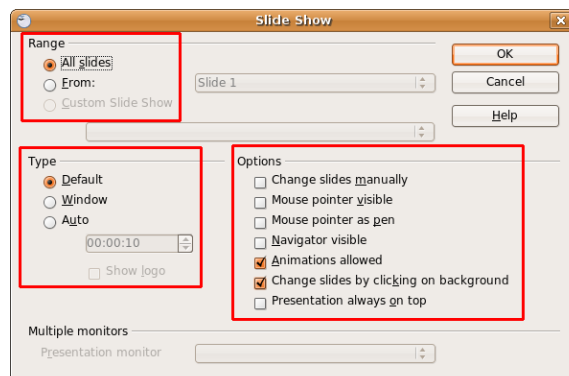 Slide Show
Range
All slides
From:
Slide 1
Custom Slide Show
OK
Cancel
Help
Type
Default
Window
Auto
00:00:10
Show logo
Options
Change slides manually
Mouse pointer visible
Mouse pointer as pen
Navigator visible
Animations allowed
Change slides by clicking on background
Presentation always on top
Multiple monitors
Presentation monitor